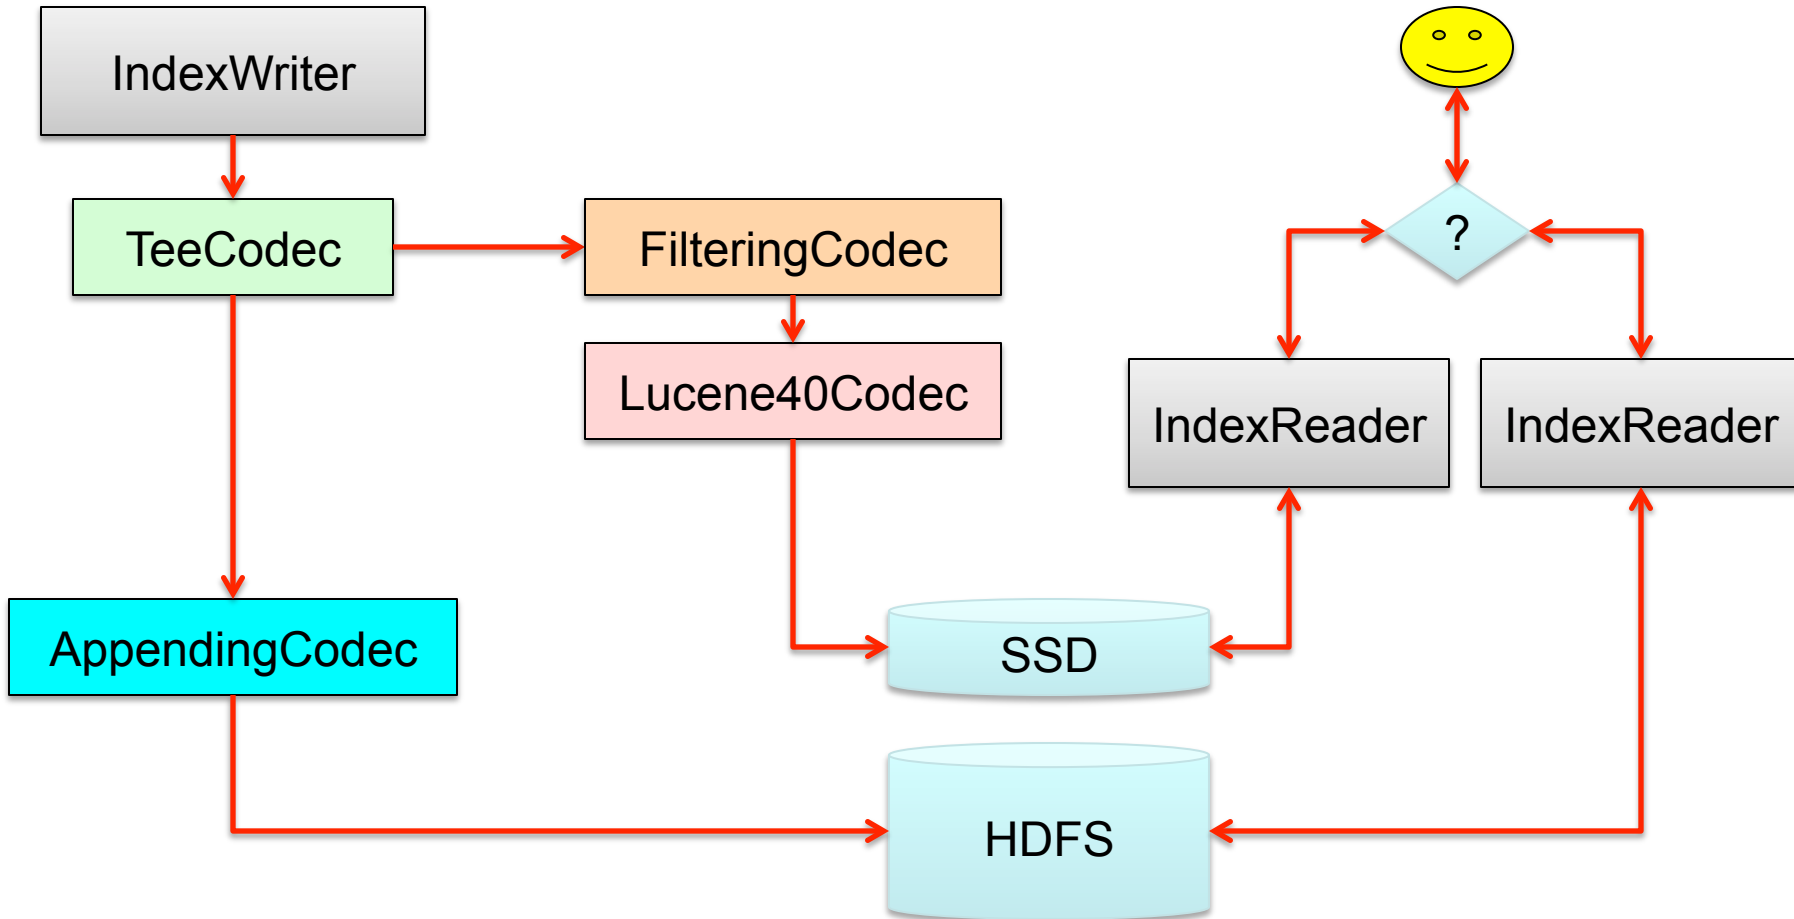 IndexWriter
TeeCodec
FilteringCodec
?
Lucene40Codec
IndexReader
IndexReader
AppendingCodec
SSD
HDFS